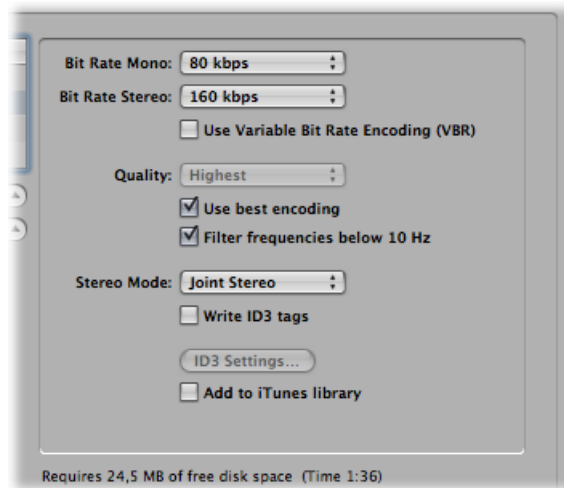 Bit Rate Mono: 80 kbps
Bit Rate Stereo: 160 kbps
Use Variable Bit Rate Encoding (VBR)
Quality: Highest
Use best encoding
Filter frequencies below 10 Hz
Stereo Mode: Joint Stereo
Write ID3 tags
ID3 Settings...
Add to iTunes library
Requires 24,5 MB of free disk space (Time 1:36)